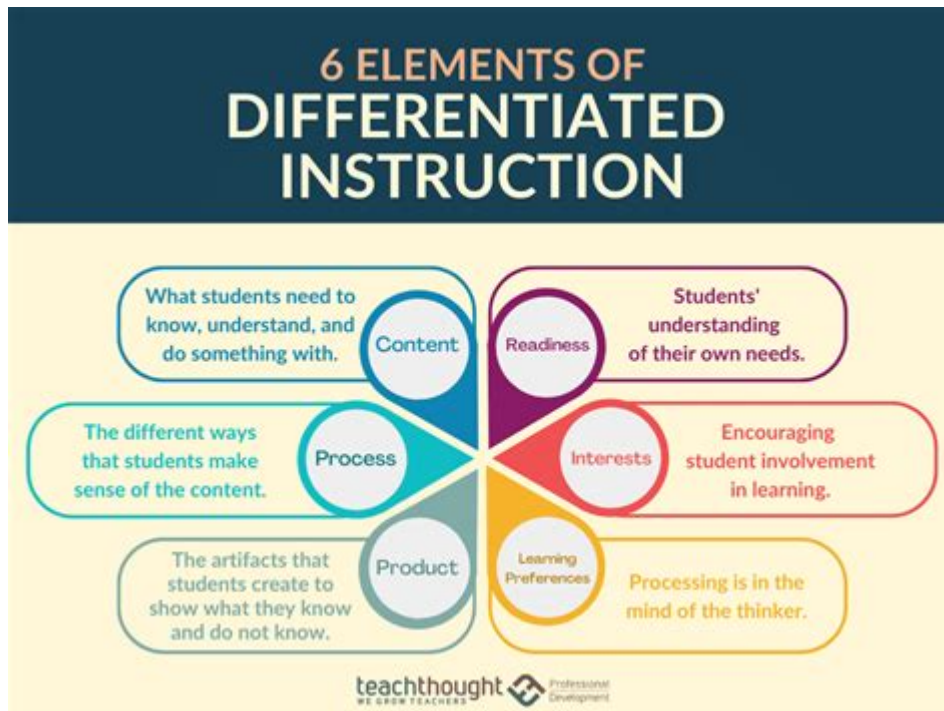 6 ELEMENTS OF
DIFFERENTIATED
INSTRUCTION
What students need to
know, understand, and
do something with.
Content
Readiness
Students'
understanding
of their own needs.
The different ways
that students make
sense of the content.
Process
Interests
Encouraging
student involvement
in learning.
The artifacts that
students create to
show what they know
and do not know.
Product
Learning
Preferences
Processing is in the
mind of the thinker.
teachthought
WE GROW TEACHERS
Professional
Development